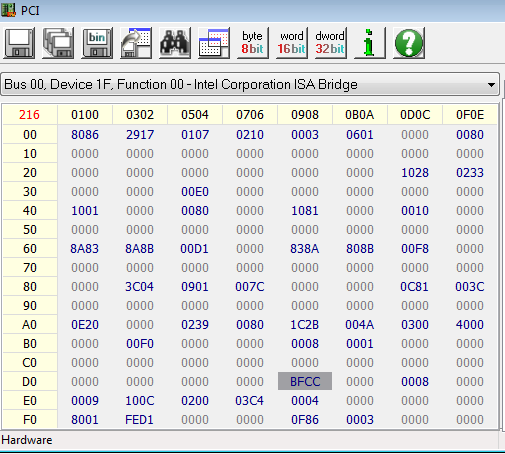 PCI
bin byte 8bit word 16bit dword 32bit i ?
Bus 00, Device 1F, Function 00 - Intel Corporation ISA Bridge
216 0100 0302 0504 0706 0908 0B0A 0D0C 0F0E
00 8086 2917 0107 0210 0003 0601 0000 0080
10 0000 0000 0000 0000 0000 0000 0000 0000
20 0000 0000 0000 0000 0000 0000 1028 0233
30 0000 0000 00E0 0000 0000 0000 0000 0000
40 1001 0000 0080 0000 1081 0000 0010 0000
50 0000 0000 0000 0000 0000 0000 0000 0000
60 8A83 8A8B 00D1 0000 838A 808B 00F8 0000
70 0000 0000 0000 0000 0000 0000 0000 0000
80 0000 3C04 0901 007C 0000 0000 0C81 003C
90 0000 0000 0000 0000 0000 0000 0000 0000
A0 0E20 0000 0239 0080 1C2B 004A 0300 4000
B0 0000 00F0 0000 0000 0008 0001 0000 0000
C0 0000 0000 0000 0000 0000 0000 0000 0000
D0 0000 0000 0000 0000 BFCC 0000 0008 0000
E0 0009 100C 0200 03C4 0004 0000 0000 0000
F0 8001 FED1 0000 0000 0F86 0003 0000 0000
Hardware